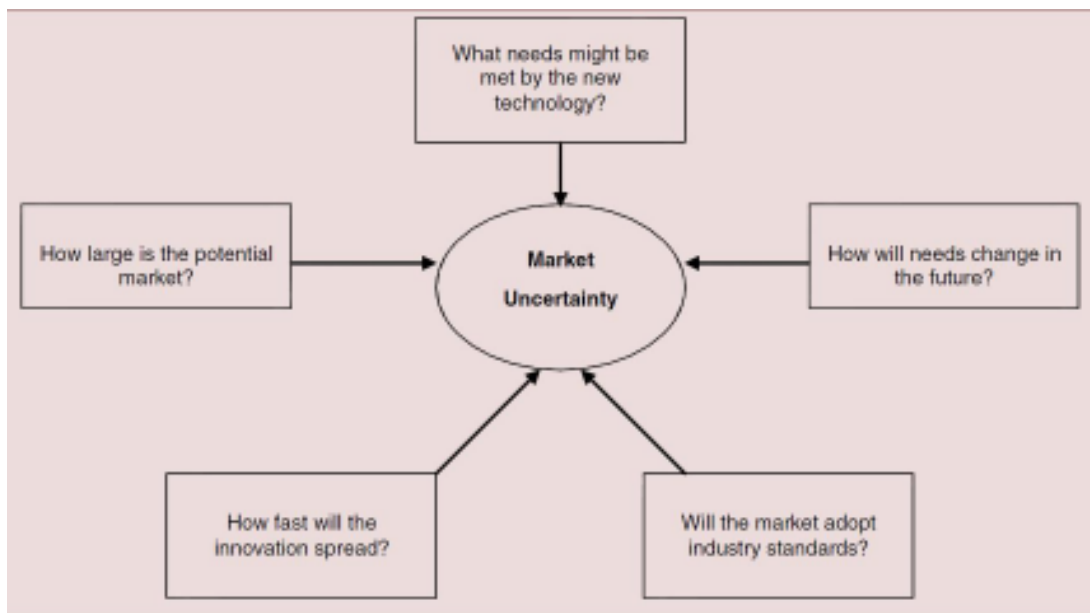 What needs might be
met by the new
technology?
How large is the potential
market?
Market
Uncertainty
How will needs change in
the future?
How fast will the
innovation spread?
Will the market adopt
industry standards?